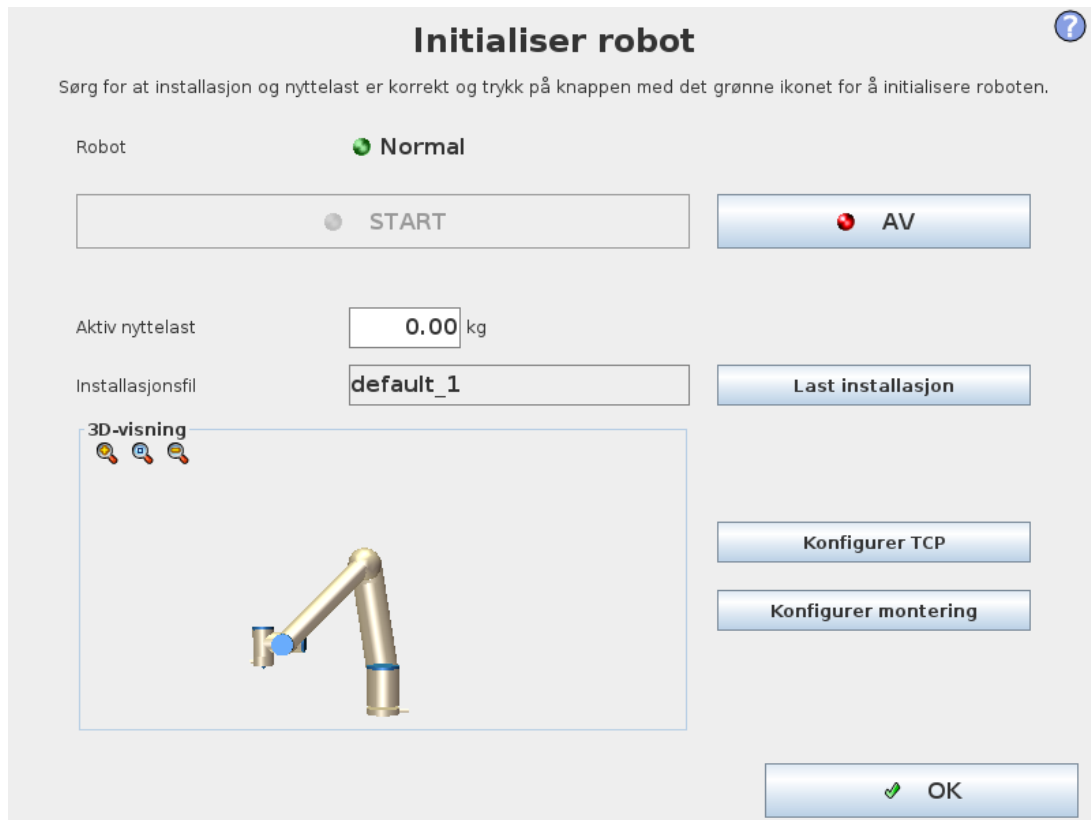 Initialiser robot
?
Sørg for at installasjon og nyttelast er korrekt og trykk på knappen med det grønne ikonet for å initialisere roboten.
Robot Normal
START AV
Aktiv nyttelast 0.00 kg
Installasjonsfil default_1 Last installasjon
3D-visning
Konfigurer TCP
Konfigurer montering
OK